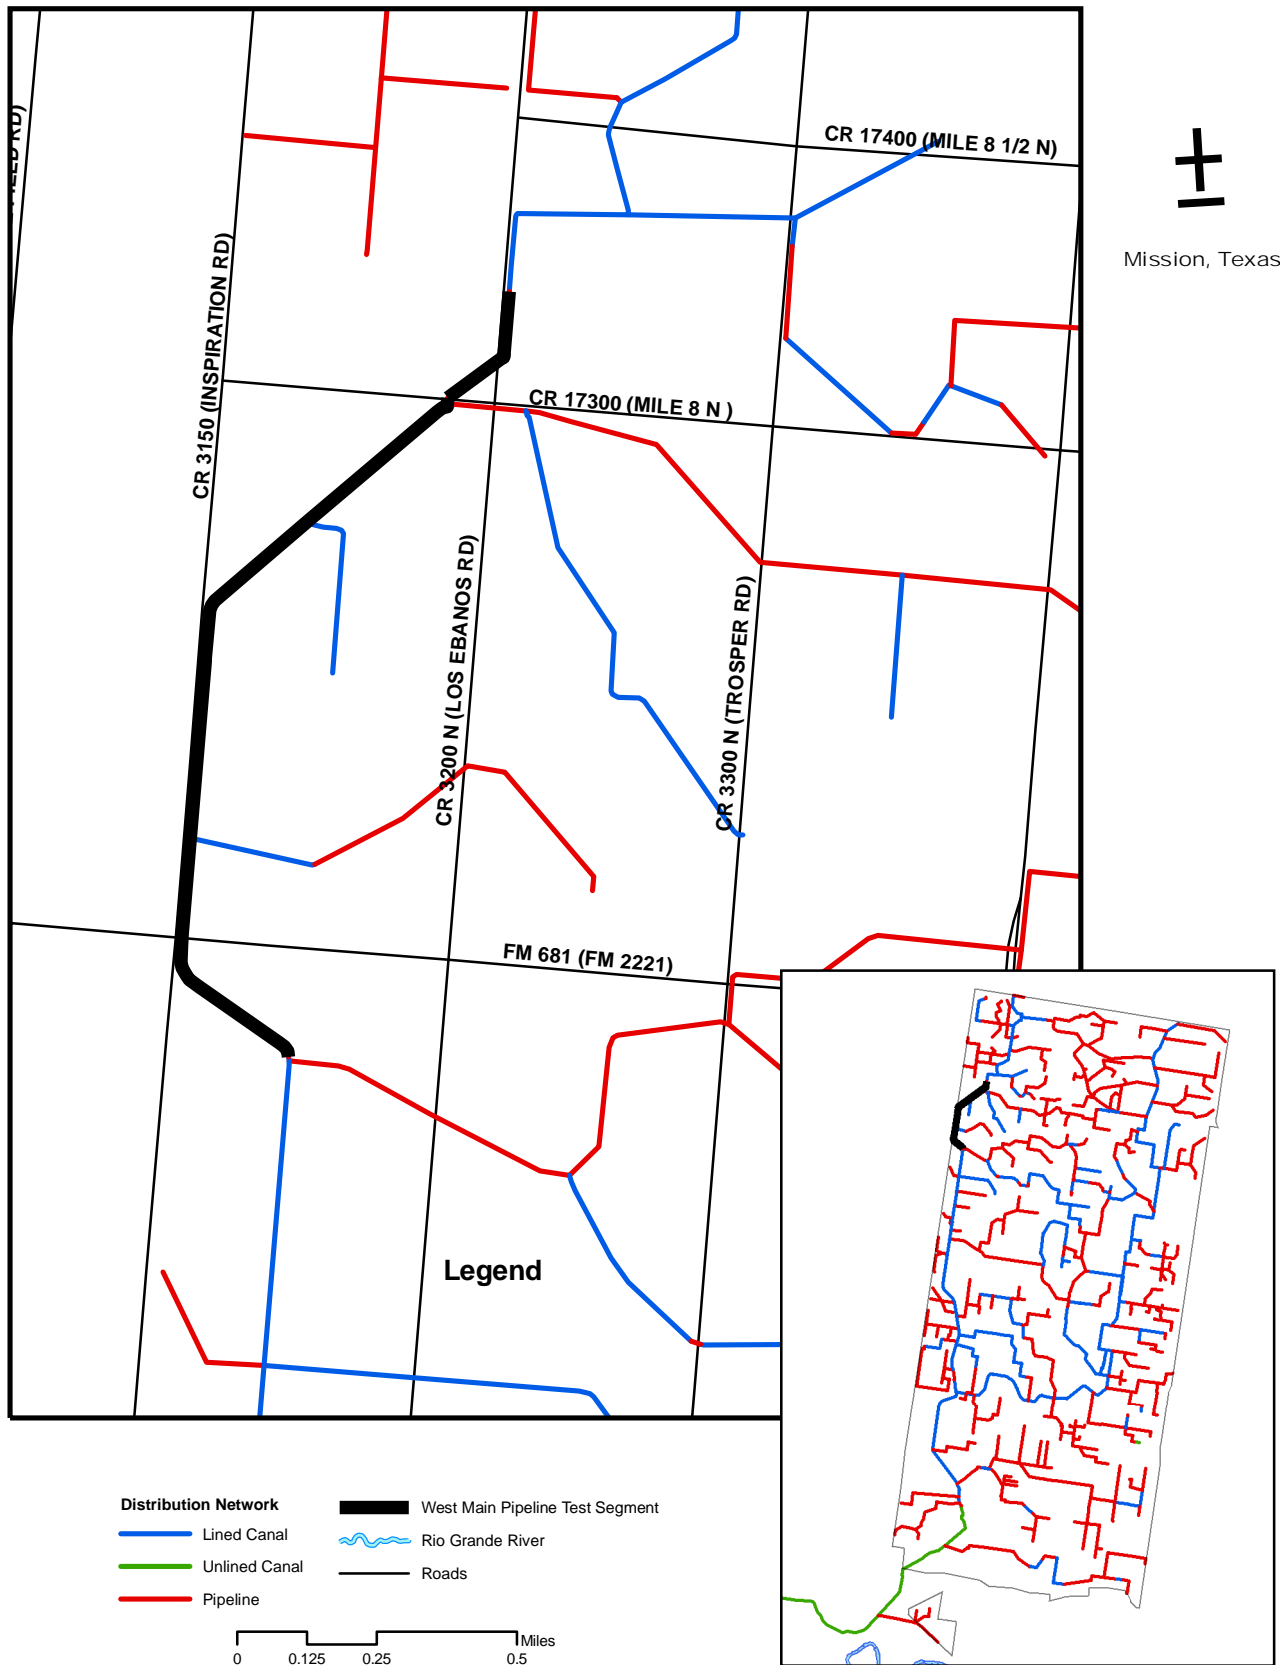 CR 17400 (MILE 8 1/2 N)
Mission, Texas
CR 3150 (INSPIRATION RD)
CR 17300 (MILE 8 N )
CR 3200 N (LOS EBANOS RD)
CR 3300 N (TROSPER RD)
FM 681 (FM 2221)
Legend
Distribution Network
Lined Canal
Unlined Canal
Pipeline
West Main Pipeline Test Segment
Rio Grande River
Roads
Miles
0 0.125 0.25 0.5